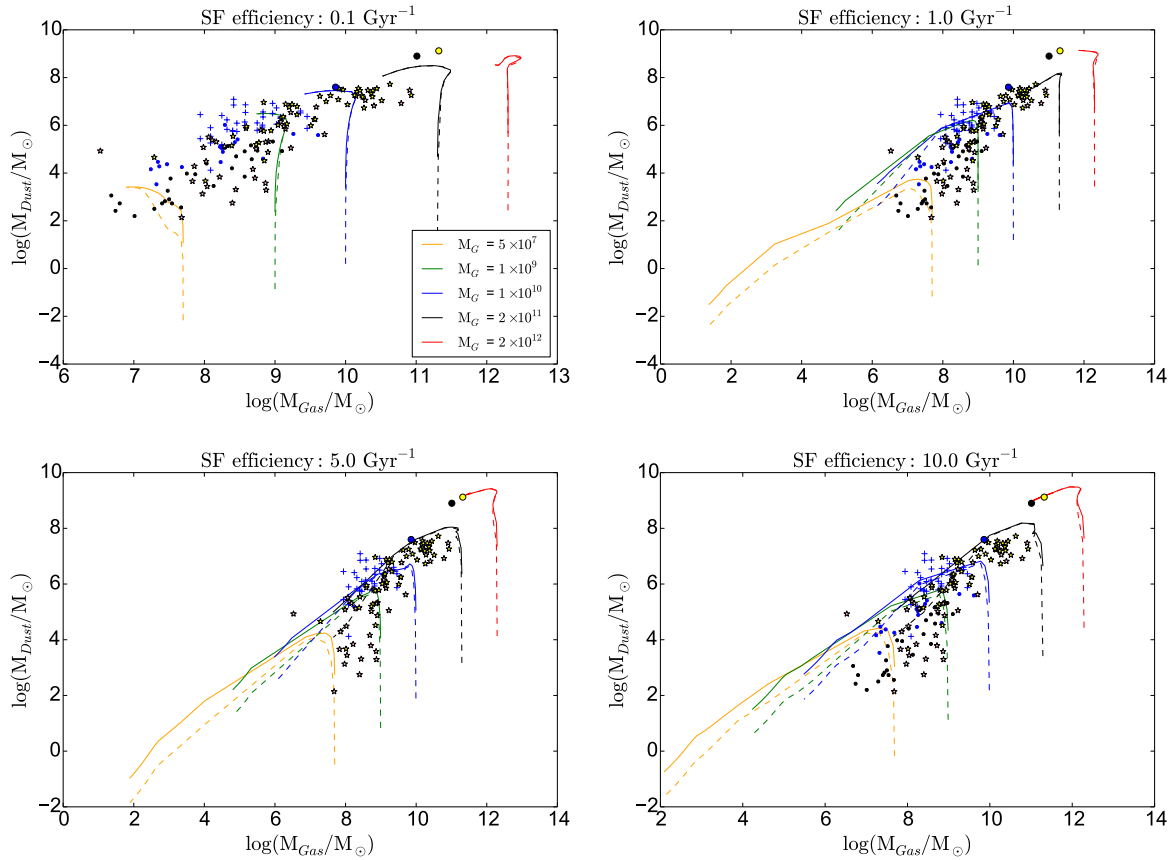 SF efficiency: 0.1 Gyr⁻¹
10
8
6
4
2
0
−2
−4
log(M_Dust/M_⊙)
6 7 8 9 10 11 12 13
log(M_Gas/M_⊙)
M_G = 5×10⁷
M_G = 1×10⁹
M_G = 1×10¹⁰
M_G = 2×10¹¹
M_G = 2×10¹²
SF efficiency: 1.0 Gyr⁻¹
10
8
6
4
2
0
−2
−4
log(M_Dust/M_⊙)
0 2 4 6 8 10 12 14
log(M_Gas/M_⊙)
SF efficiency: 5.0 Gyr⁻¹
10
8
6
4
2
0
−2
log(M_Dust/M_⊙)
0 2 4 6 8 10 12 14
log(M_Gas/M_⊙)
SF efficiency: 10.0 Gyr⁻¹
10
8
6
4
2
0
−2
log(M_Dust/M_⊙)
2 4 6 8 10 12 14
log(M_Gas/M_⊙)